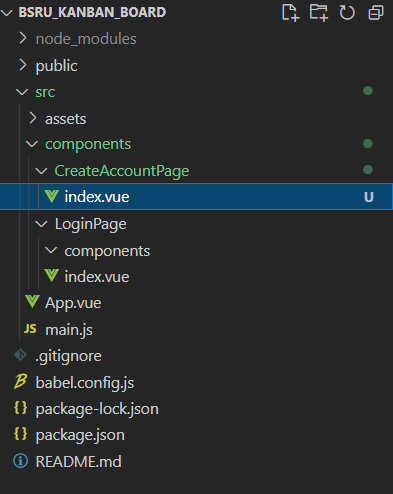 BSRU_KANBAN_BOARD
node_modules
public
src
assets
components
CreateAccountPage
index.vue U
LoginPage
components
index.vue
App.vue
JS main.js
.gitignore
babel.config.js
{} package-lock.json
{} package.json
README.md